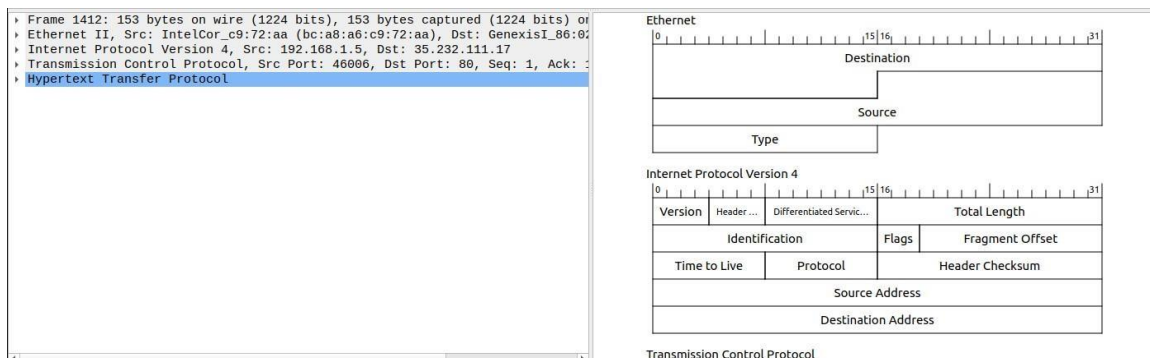 Frame 1412: 153 bytes on wire (1224 bits), 153 bytes captured (1224 bits) on
Ethernet II, Src: IntelCor_c9:72:aa (bc:a8:a6:c9:72:aa), Dst: GenexisI_86:02
Internet Protocol Version 4, Src: 192.168.1.5, Dst: 35.232.111.17
Transmission Control Protocol, Src Port: 46006, Dst Port: 80, Seq: 1, Ack: 1
Hypertext Transfer Protocol
Ethernet
0 15 16 31
Destination
Source
Type
Internet Protocol Version 4
0 15 16 31
Version Header ... Differentiated Servic... Total Length
Identification Flags Fragment Offset
Time to Live Protocol Header Checksum
Source Address
Destination Address
Transmission Control Protocol